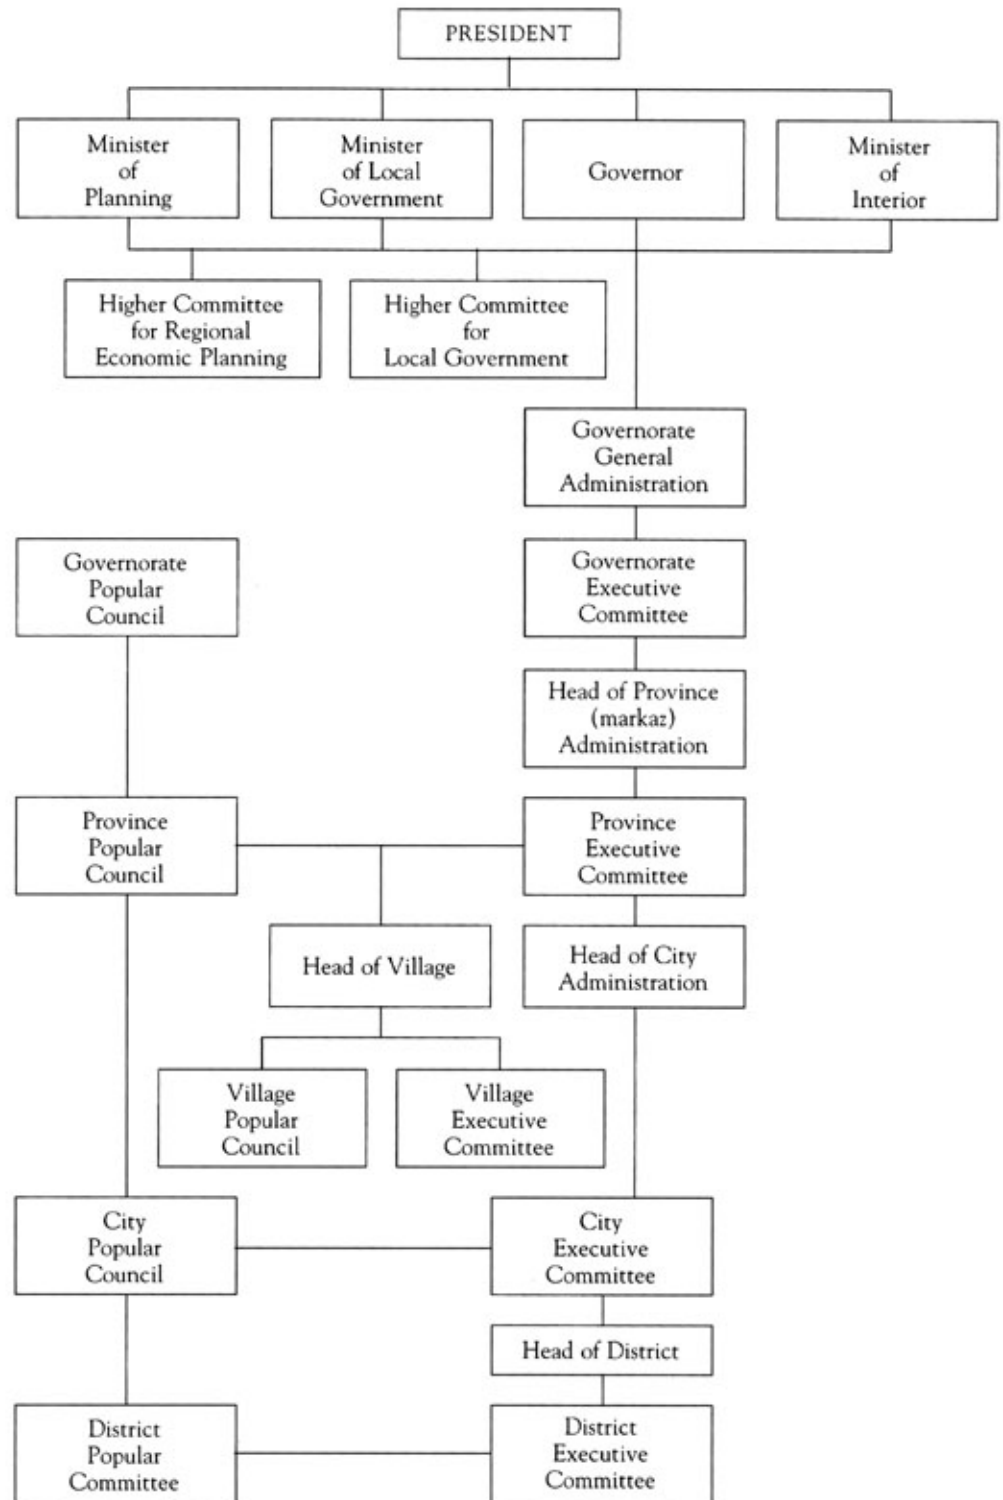 PRESIDENT
Minister
of
Planning
Minister
of Local
Government
Governor
Minister
of
Interior
Higher Committee
for Regional
Economic Planning
Higher Committee
for
Local Government
Governorate
General
Administration
Governorate
Popular
Council
Governorate
Executive
Committee
Head of Province
(markaz)
Administration
Province
Popular
Council
Province
Executive
Committee
Head of Village
Head of City
Administration
Village
Popular
Council
Village
Executive
Committee
City
Popular
Council
City
Executive
Committee
Head of District
District
Popular
Committee
District
Executive
Committee